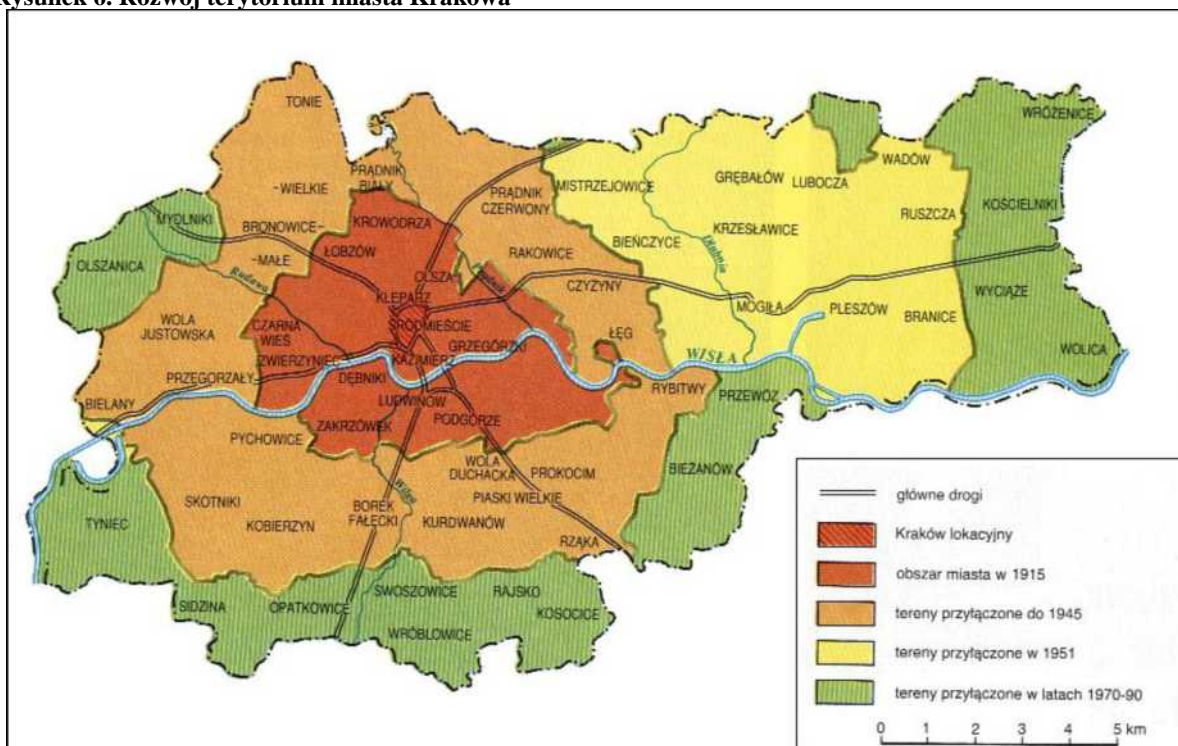 Rysunek 6. Rozwój terytorium miasta Krakowa
TONIE
WRÓŻENICE
PRĄDNIK
BIAŁY
WADÓW
-WIELKIE
MISTRZEJOWICE
GRĘBAŁÓW
LUBOCZA
PRĄDNIK
CZERWONY
KOŚCIELNIKI
MYDLNIKI
BRONOWICE-
KROWODRZA
RUSZCZA
KRZESŁAWICE
BIEŃCZYCE
Dłubnia
ŁOBZÓW
RAKOWICE
-MAŁE
OLSZANICA
Rudawa
OLSZA
Prądnik
CZYŻYNY
WYCIĄŻE
KLEPARZ
MOGIŁA
PLESZÓW
BRANICE
WOLA
JUSTOWSKA
CZARNA
WIEŚ
ŚRÓDMIEŚCIE
ŁĘG
GRZEGÓRZKI
WISŁA
WOLICA
ZWIERZYNIEC
KAZIMIERZ
PRZEGORZAŁY
DĘBNIKI
RYBITWY
PRZEWÓZ
BIELANY
LUDWINÓW
PODGÓRZE
ZAKRZÓWEK
PYCHOWICE
WOLA
DUCHACKA
PROKOCIM
BIEŻANÓW
Wilga
SKOTNIKI
PIASKI WIELKIE
BOREK
FAŁĘCKI
KURDWANÓW
TYNIEC
KOBIERZYN
RŻĄKA
SWOSZOWICE
RAJSKO
SIDZINA
OPATKOWICE
KOSOCICE
WRÓBLOWICE
główne drogi
Kraków lokacyjny
obszar miasta w 1915
tereny przyłączone do 1945
tereny przyłączone w 1951
tereny przyłączone w latach 1970-90
0 1 2 3 4 5 km